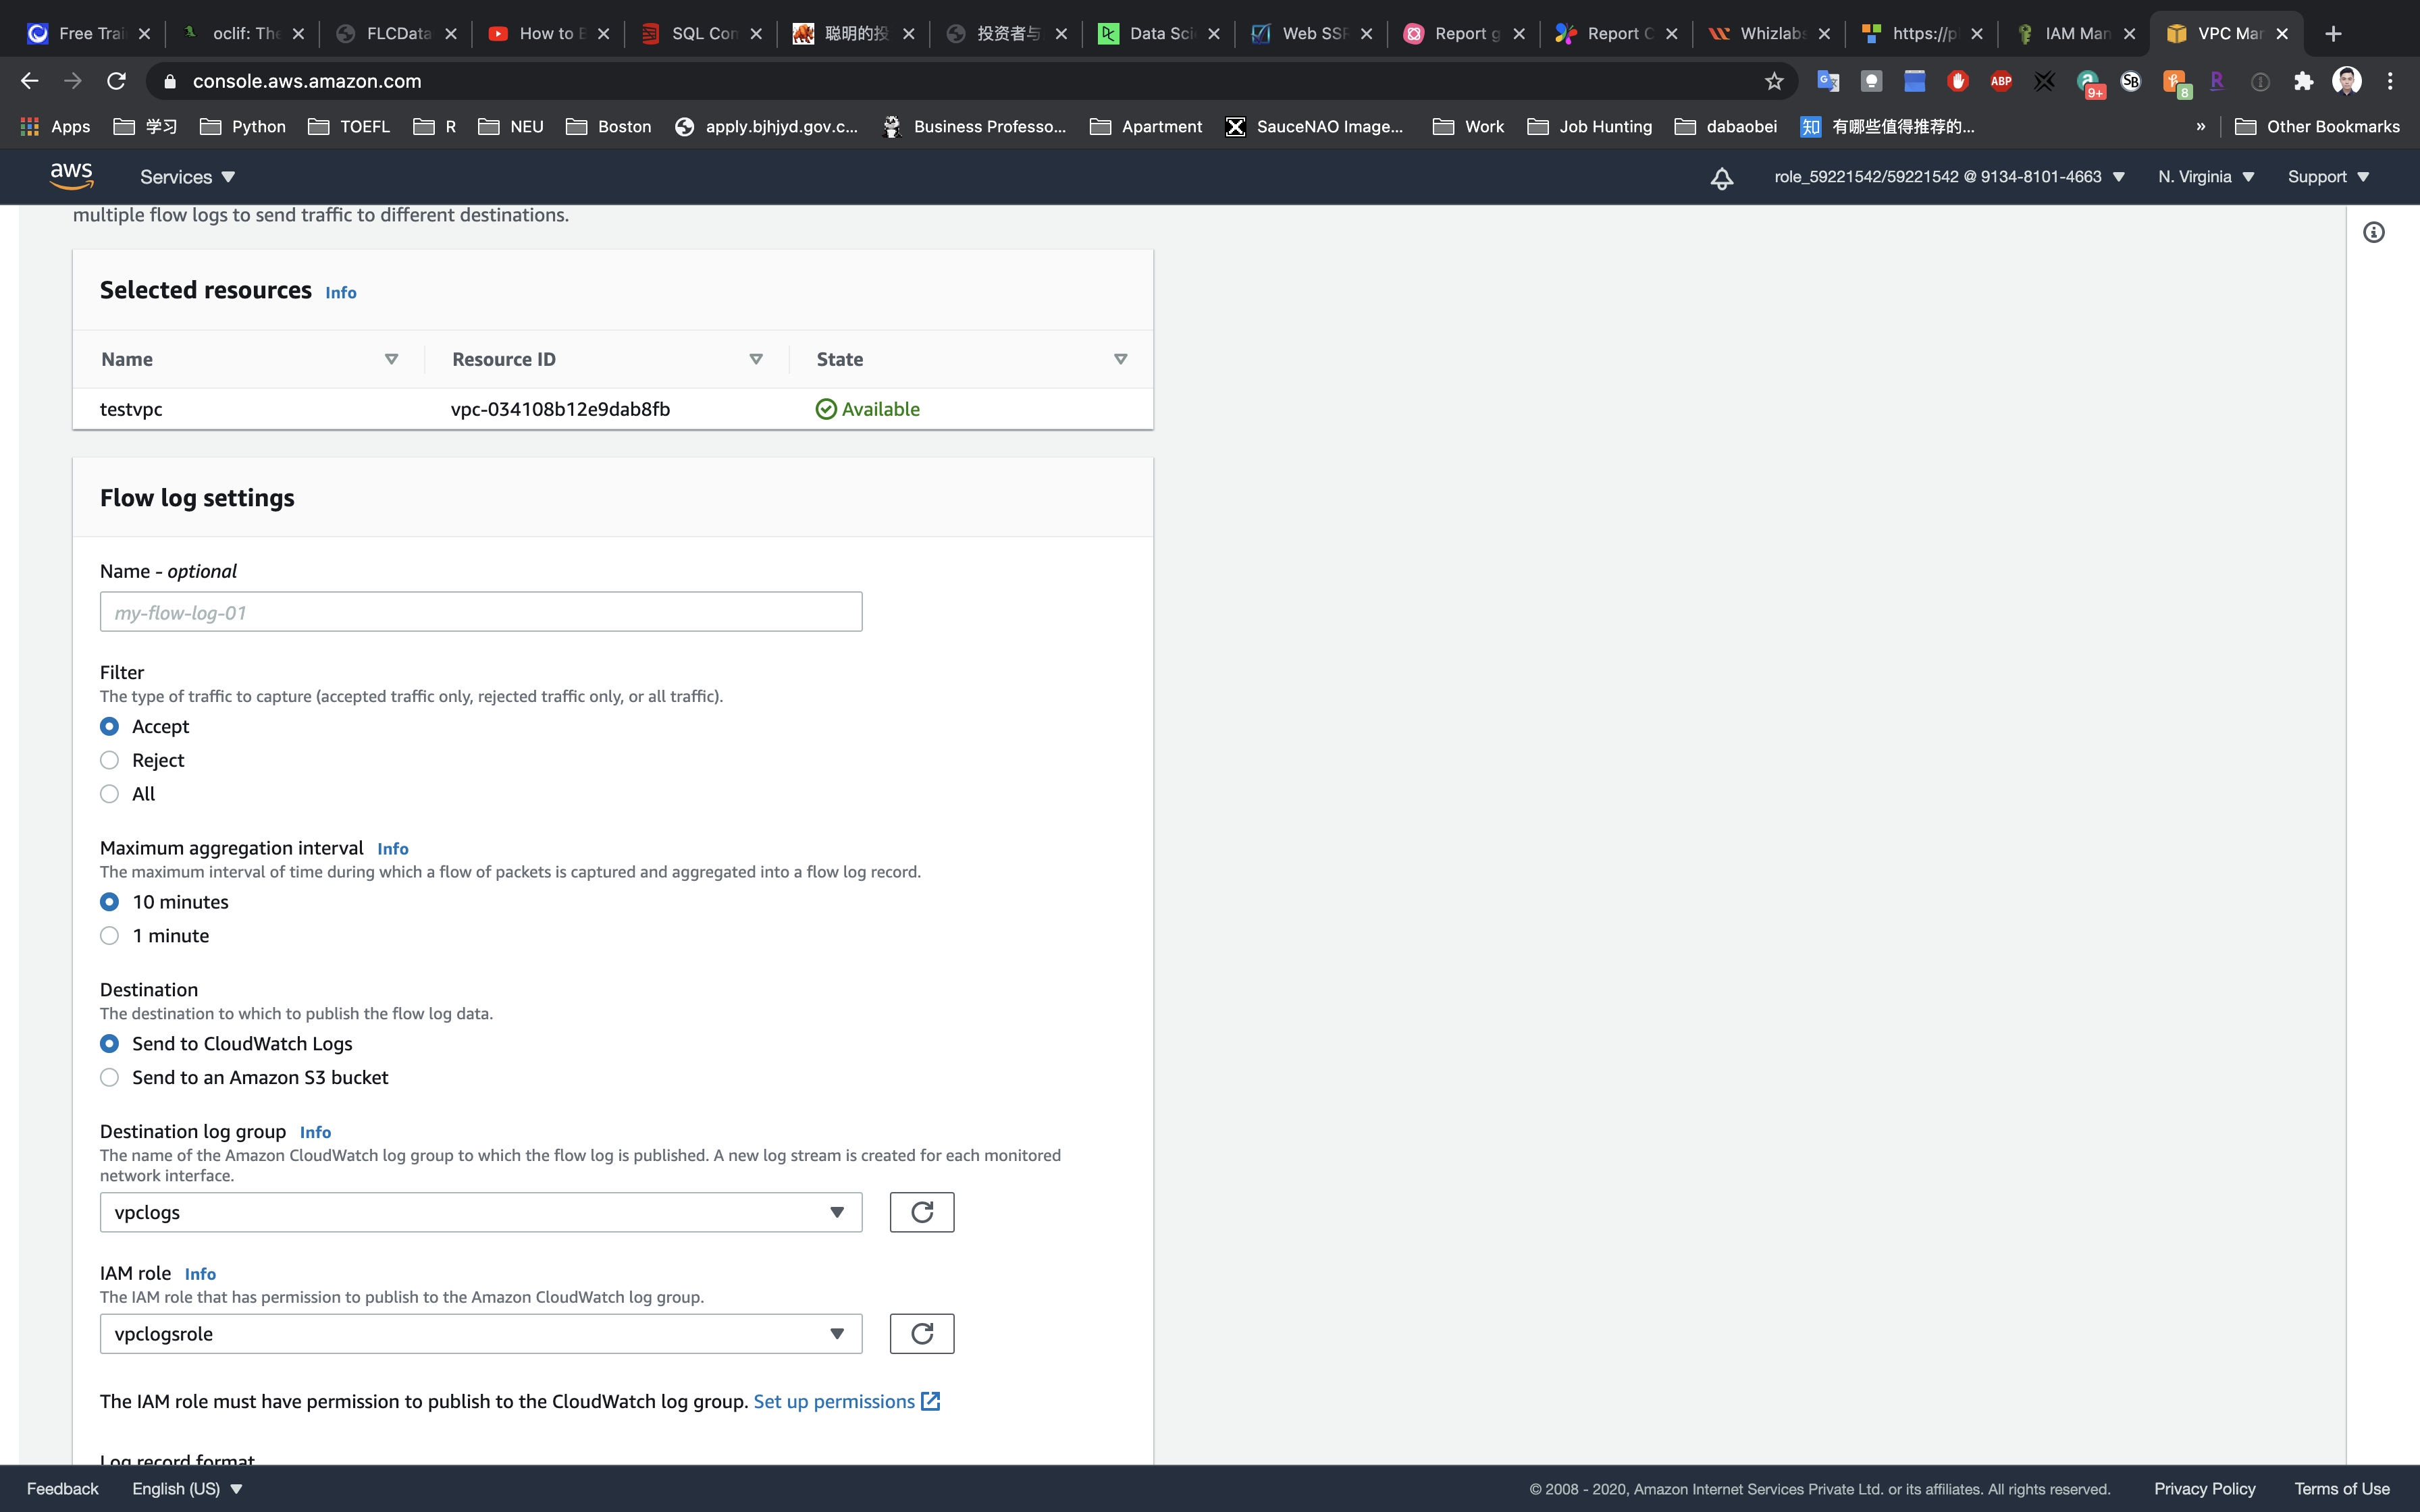 Free Trai
oclif: The
FLCData
How to E
SQL Con
聪明的投
投资者与
Data Sci
Web SSR
Report g
Report C
Whizlabs
https://p
IAM Man
VPC Mar
console.aws.amazon.com
ABP
9+
SB
8
R
Apps
学习
Python
TOEFL
R
NEU
Boston
apply.bjhjyd.gov.c...
Business Professo...
Apartment
SauceNAO Image...
Work
Job Hunting
dabaobei
知 有哪些值得推荐的...
»
Other Bookmarks
aws
Services
role_59221542/59221542 @ 9134-8101-4663
N. Virginia
Support
multiple flow logs to send traffic to different destinations.
Selected resources Info
Name Resource ID State
testvpc vpc-034108b12e9dab8fb Available
Flow log settings
Name - optional
my-flow-log-01
Filter
The type of traffic to capture (accepted traffic only, rejected traffic only, or all traffic).
Accept
Reject
All
Maximum aggregation interval Info
The maximum interval of time during which a flow of packets is captured and aggregated into a flow log record.
10 minutes
1 minute
Destination
The destination to which to publish the flow log data.
Send to CloudWatch Logs
Send to an Amazon S3 bucket
Destination log group Info
The name of the Amazon CloudWatch log group to which the flow log is published. A new log stream is created for each monitored
network interface.
vpclogs
IAM role Info
The IAM role that has permission to publish to the Amazon CloudWatch log group.
vpclogsrole
The IAM role must have permission to publish to the CloudWatch log group. Set up permissions
Log record format
Feedback
English (US)
© 2008 - 2020, Amazon Internet Services Private Ltd. or its affiliates. All rights reserved.
Privacy Policy
Terms of Use